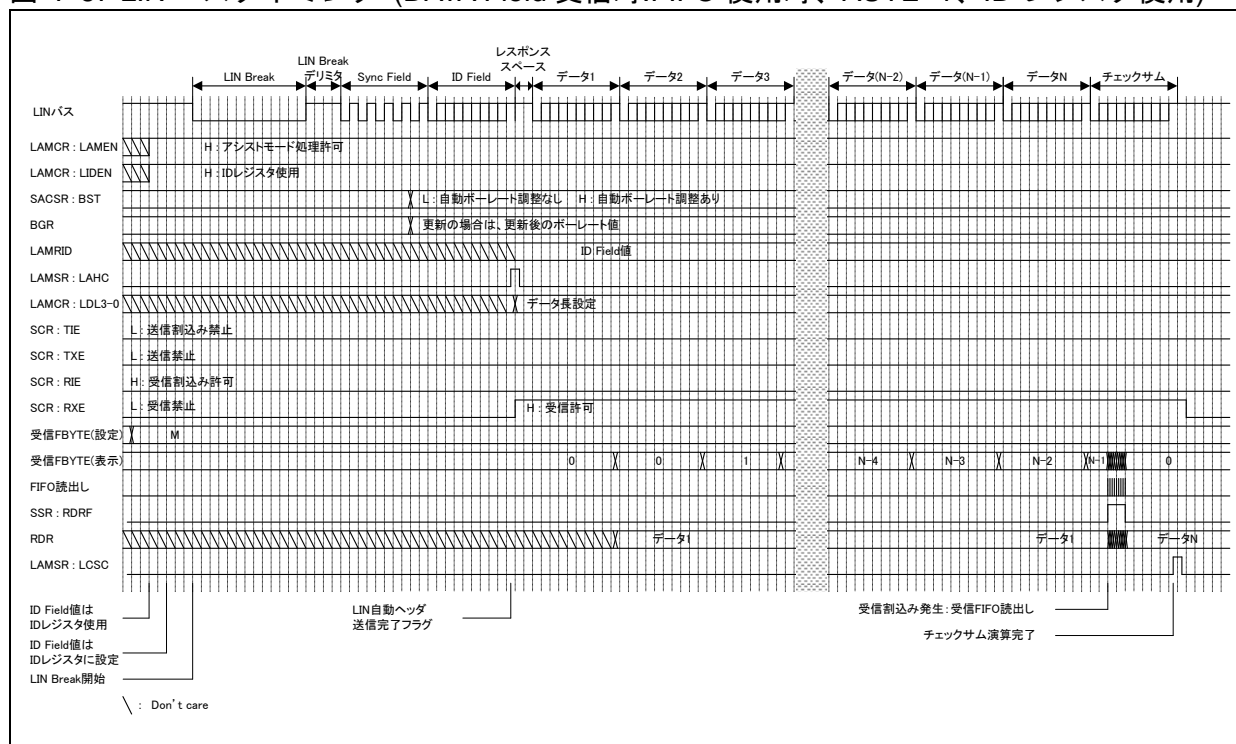 レスポンス
スペース
LIN Break
デリミタ
LIN Break
Sync Field
ID Field
データ1
データ2
データ3
データ(N-2)
データ(N-1)
データN
チェックサム
LINバス
LAMCR : LAMEN
H : アシストモード処理許可
LAMCR : LIDEN
H : IDレジスタ使用
SACSR : BST
L : 自動ボーレート調整なし H : 自動ボーレート調整あり
BGR
更新の場合は、更新後のボーレート値
LAMRID
ID Field値
LAMSR : LAHC
LAMCR : LDL3-0
データ長設定
SCR : TIE
L : 送信割込み禁止
SCR : TXE
L : 送信禁止
SCR : RIE
H : 受信割込み許可
SCR : RXE
L : 受信禁止
H : 受信許可
受信FBYTE(設定)
M
受信FBYTE(表示)
0
0
1
N-4
N-3
N-2
N-1
0
FIFO読出し
SSR : RDRF
RDR
データ1
データ1
データN
LAMSR : LCSC
ID Field値は
IDレジスタ使用
ID Field値は
IDレジスタに設定
LIN Break開始
LIN自動ヘッダ
送信完了フラグ
受信割込み発生 : 受信FIFO読出し
チェックサム演算完了
\ : Don't care